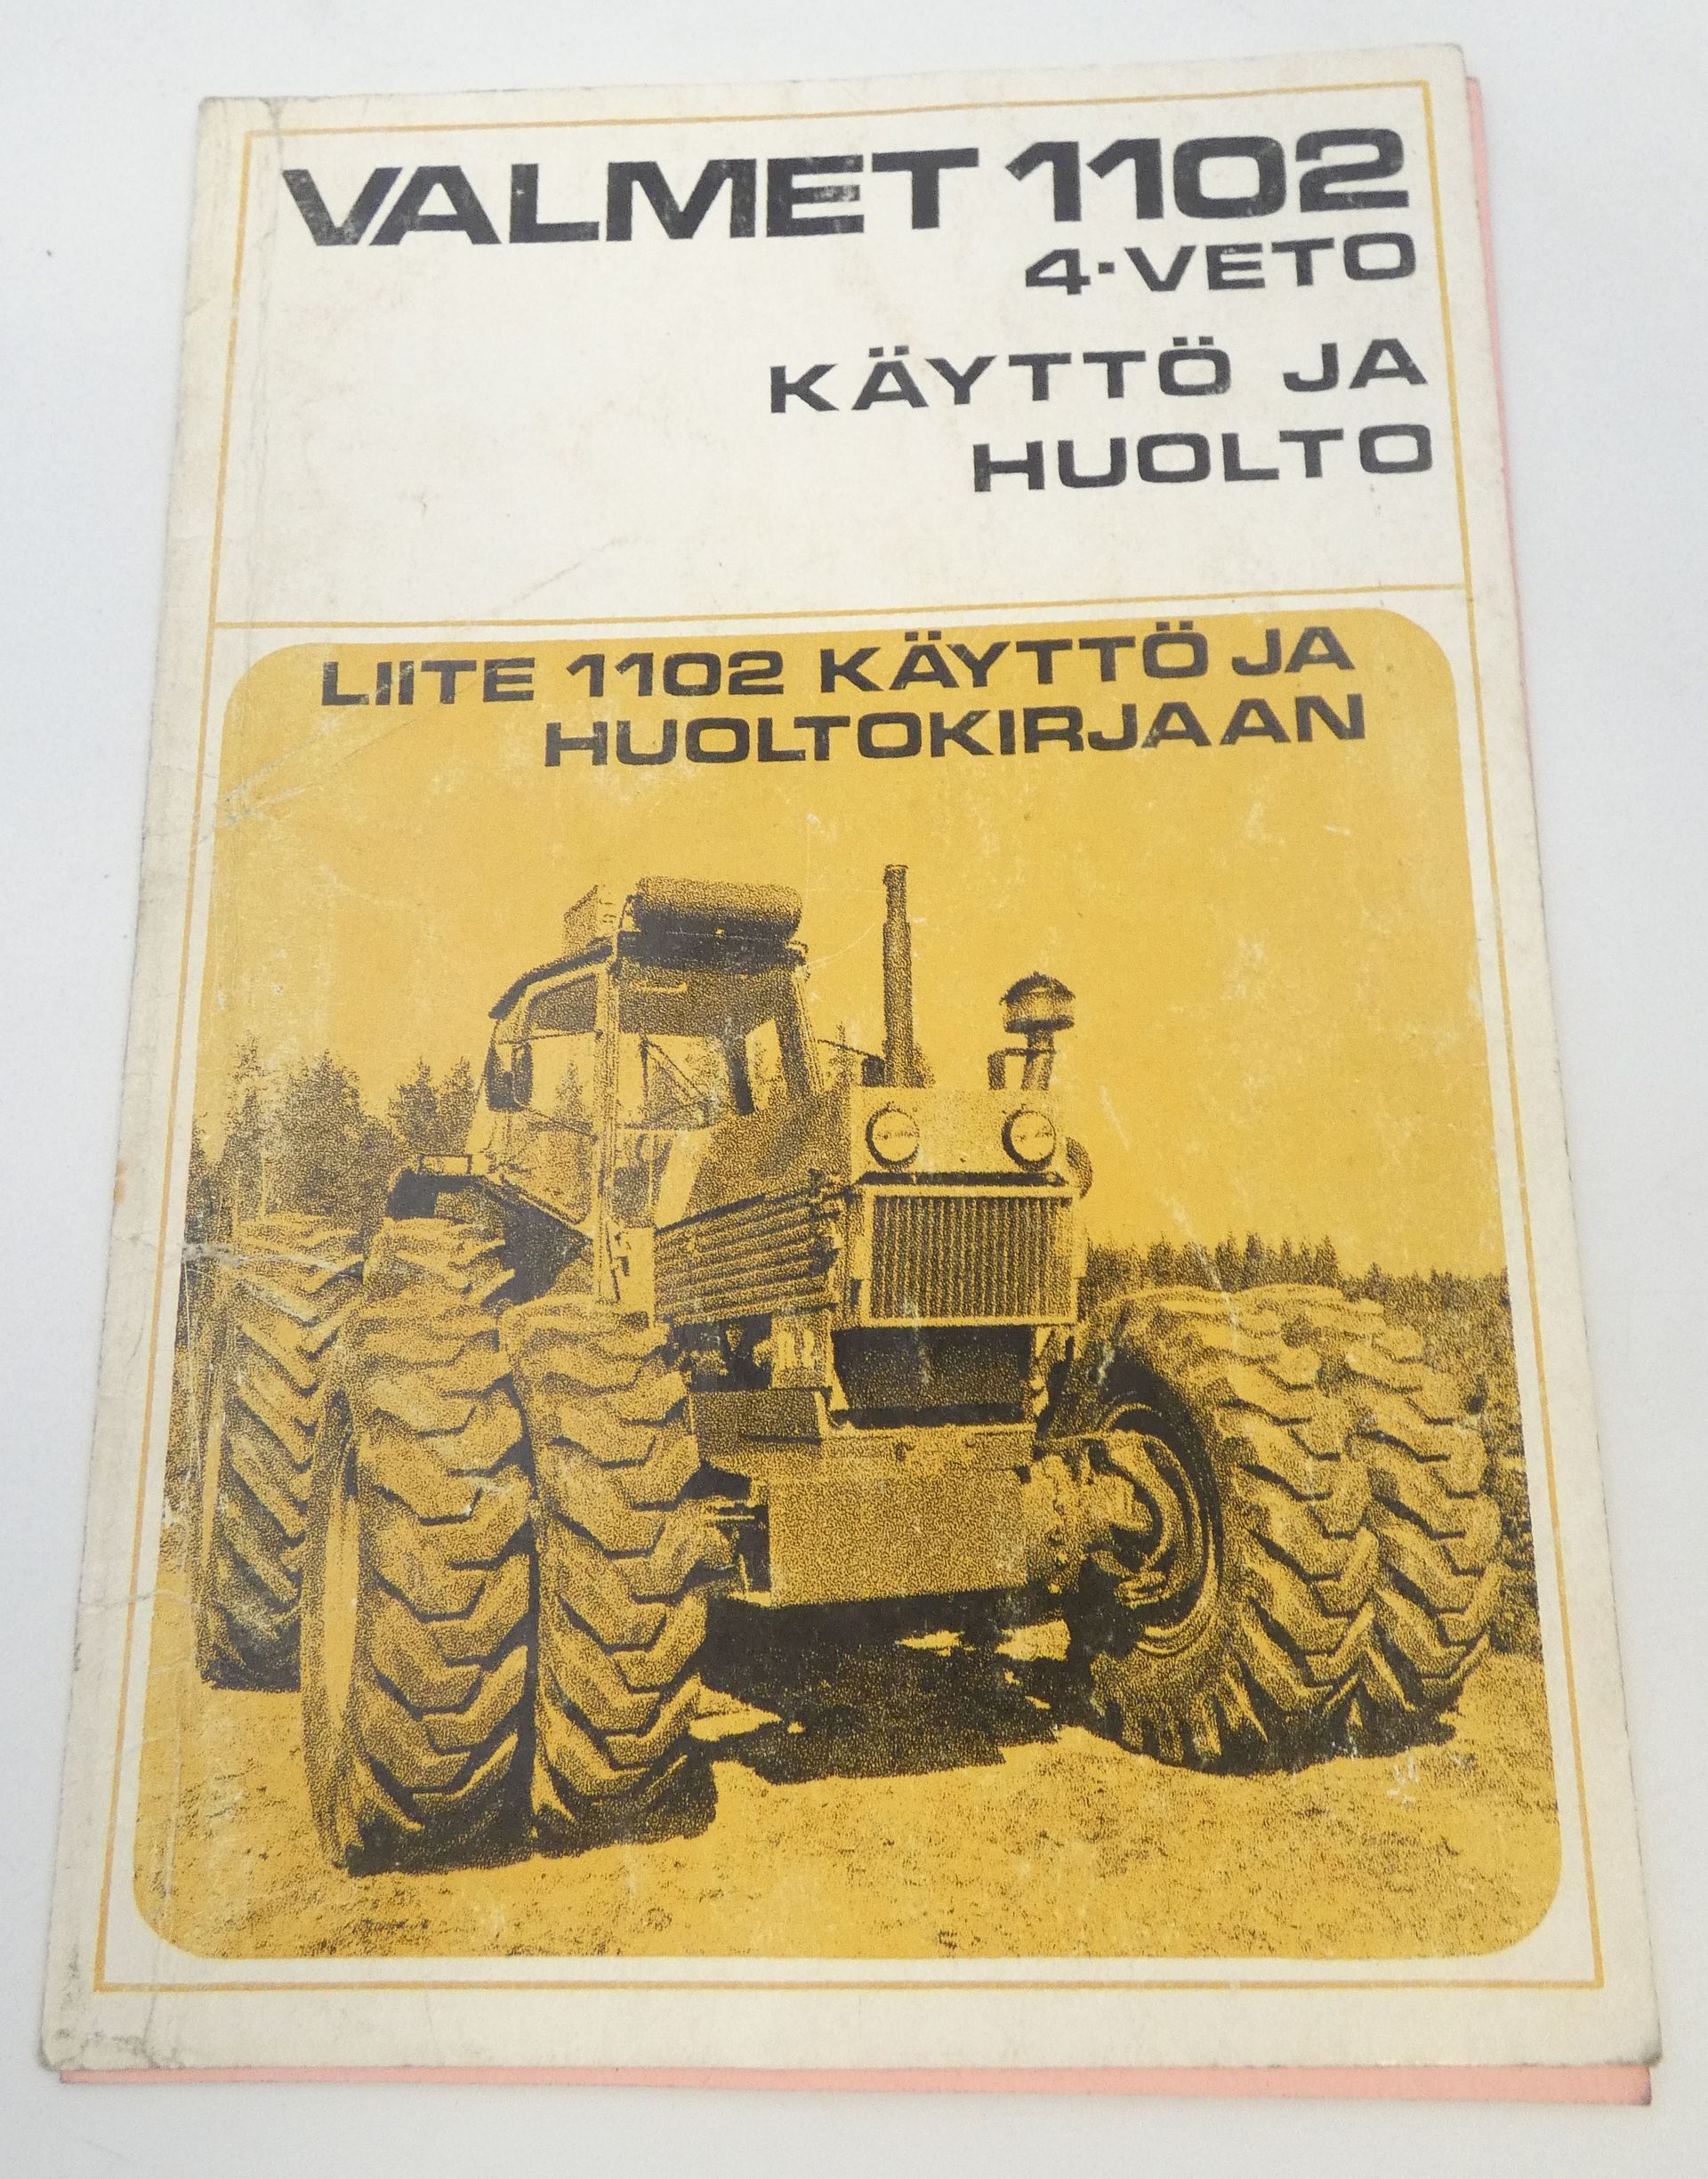 VALMET 1102
4-VETO
KÄYTTÖ JA
HUOLTO
LIITE 1102 KÄYTTÖ JA
HUOLTOKIRJAAN